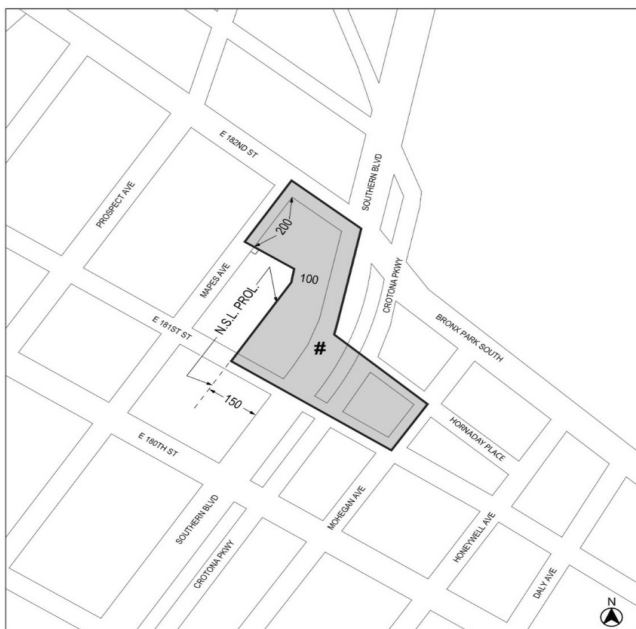 E 182ND ST
SOUTHERN BLVD
PROSPECT AVE
200
MAPES AVE
100
CROTONA PKWY
N.S.L. PROL.
E 181ST ST
BRONX PARK SOUTH
#
150
HORNADAY PLACE
E 180TH ST
MOHEGAN AVE
SOUTHERN BLVD
HONEYWELL AVE
CROTONA PKWY
DALY AVE
N